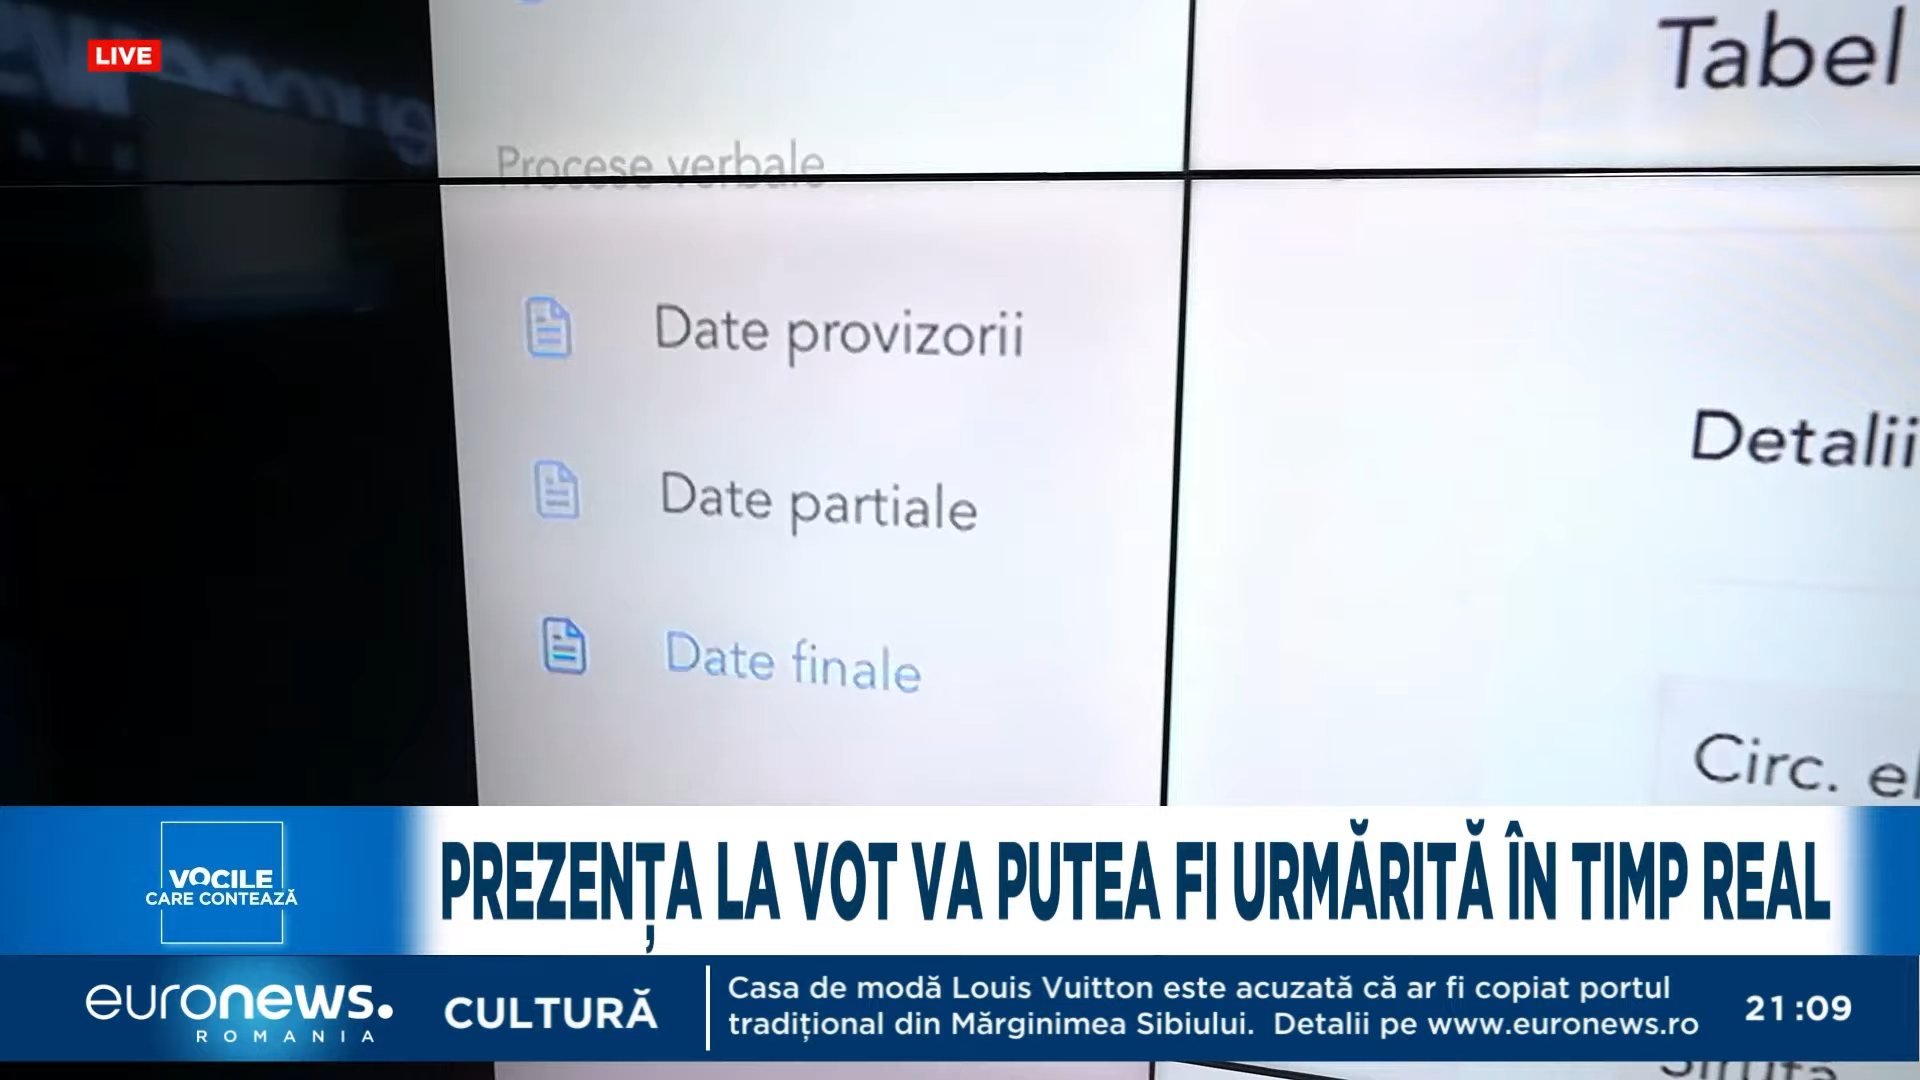 LIVE
Tabel
Procese verbale
Date provizorii
Date partiale
Date finale
Detalii
Circ.
VOCILE
CARE CONTEAZĂ
PREZENȚA LA VOT VA PUTEA FI URMĂRITĂ ÎN TIMP REAL
euronews.
ROMANIA
CULTURĂ
Casa de modă Louis Vuitton este acuzată că ar fi copiat portul
tradițional din Mărginimea Sibiului. Detalii pe www.euronews.ro
21:09